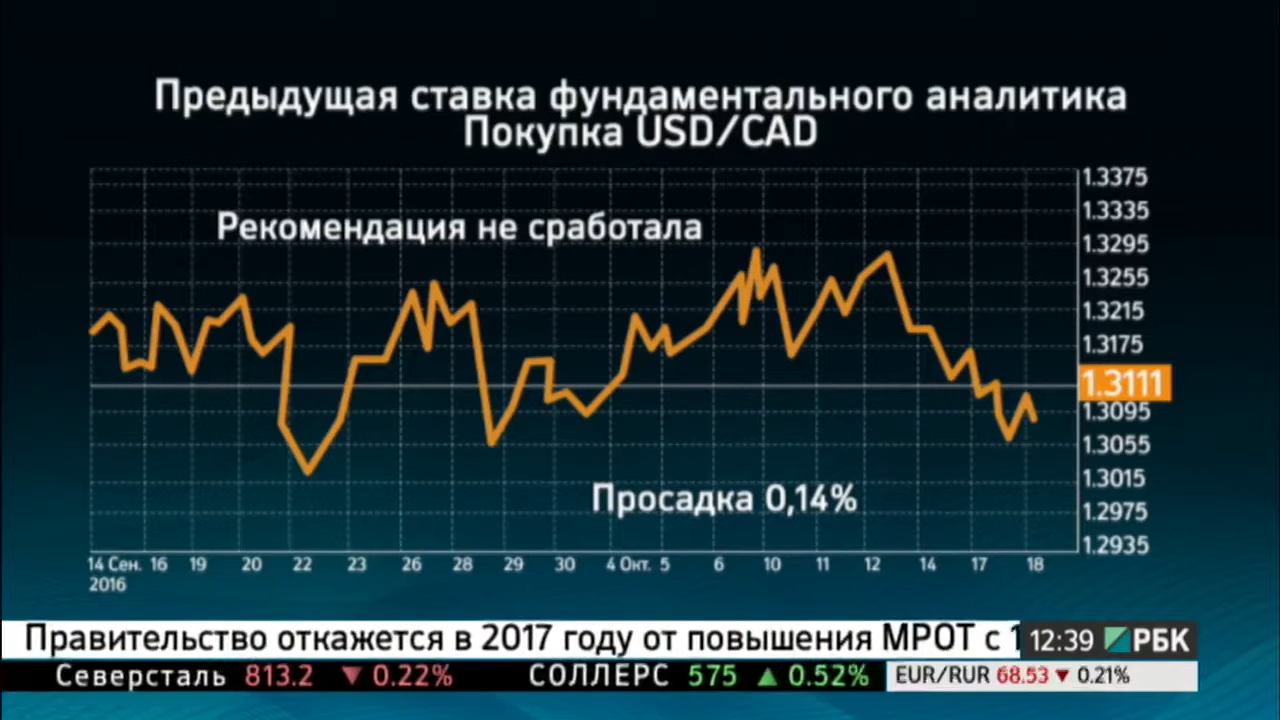 Предыдущая ставка фундаментального аналитика
Покупка USD/CAD
Рекомендация не сработала
1.3375
1.3335
1.3295
1.3255
1.3215
1.3175
1.3111
1.3095
1.3055
1.3015
1.2975
1.2935
Просадка 0,14%
14 Сен. 16 19 20 22 23 26 28 29 30 4 Окт. 5 6 10 11 12 14 17 18
2016
Правительство откажется в 2017 году от повышения МРОТ с 12:39 РБК
Северсталь 813.2 ▼ 0.22% СОЛЛЕРС 575 ▲ 0.52% EUR/RUR 68.53 ▼ 0.21%